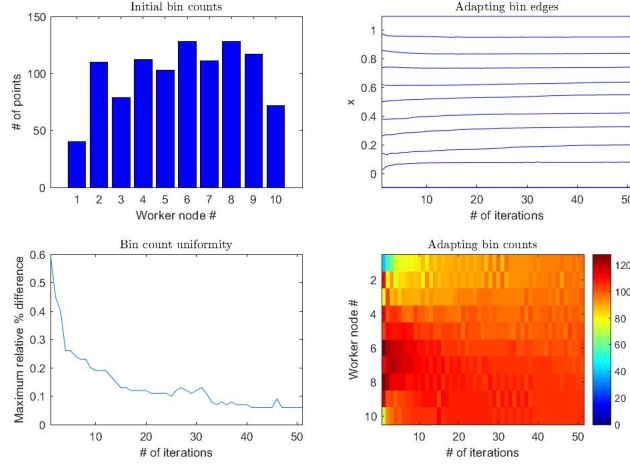 Initial bin counts
150
100
50
0
# of points
1 2 3 4 5 6 7 8 9 10
Worker node #
Adapting bin edges
1
0.8
0.6
0.4
0.2
0
x
10 20 30 40 50
# of iterations
Bin count uniformity
0.6
0.5
0.4
0.3
0.2
0.1
0
Maximum relative % difference
10 20 30 40 50
# of iterations
Adapting bin counts
2
4
6
8
10
Worker node #
10 20 30 40 50
# of iterations
120
100
80
60
40
20
0